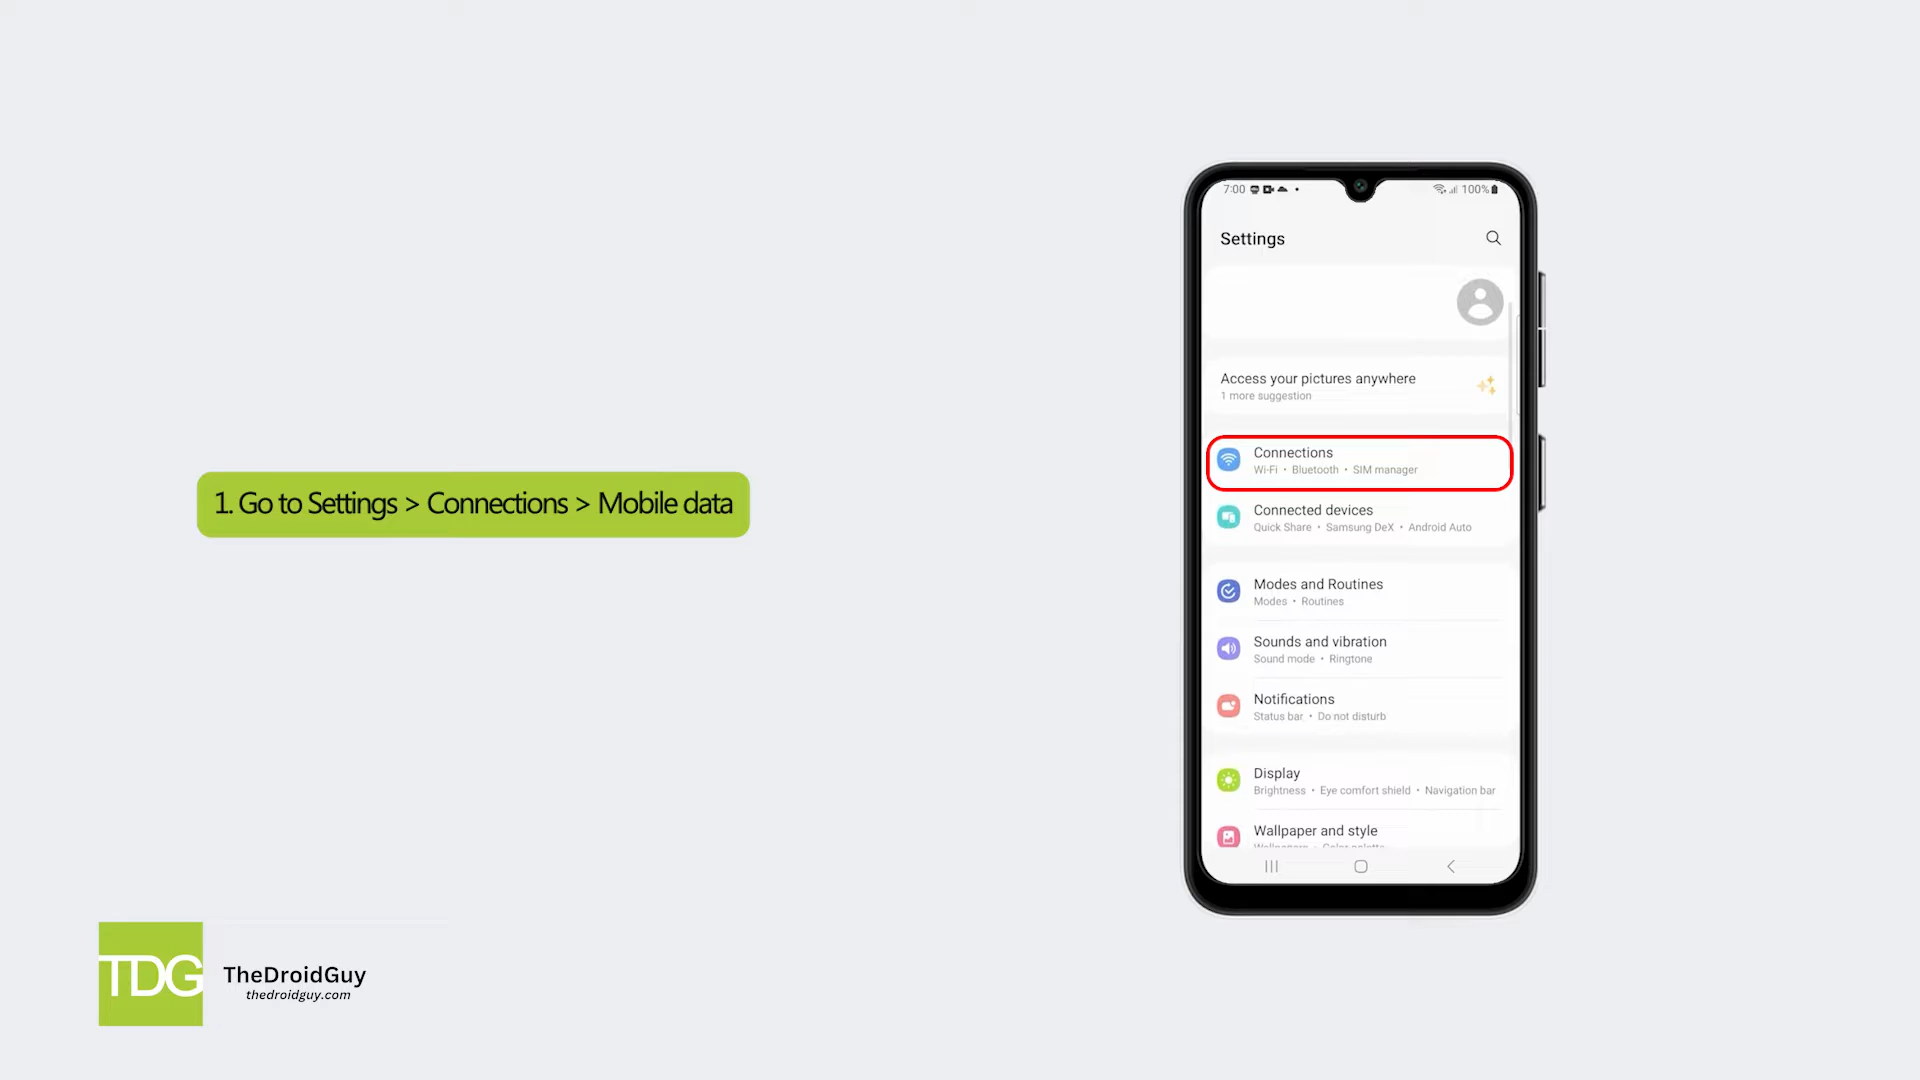 1. Go to Settings > Connections > Mobile data
7:00
100%
Settings
Access your pictures anywhere
1 more suggestion
Connections
Wi-Fi • Bluetooth • SIM manager
Connected devices
Quick Share • Samsung DeX • Android Auto
Modes and Routines
Modes • Routines
Sounds and vibration
Sound mode • Ringtone
Notifications
Status bar • Do not disturb
Display
Brightness • Eye comfort shield • Navigation bar
Wallpaper and style
Wallpapers • Color palette
TDG
TheDroidGuy
thedroidguy.com